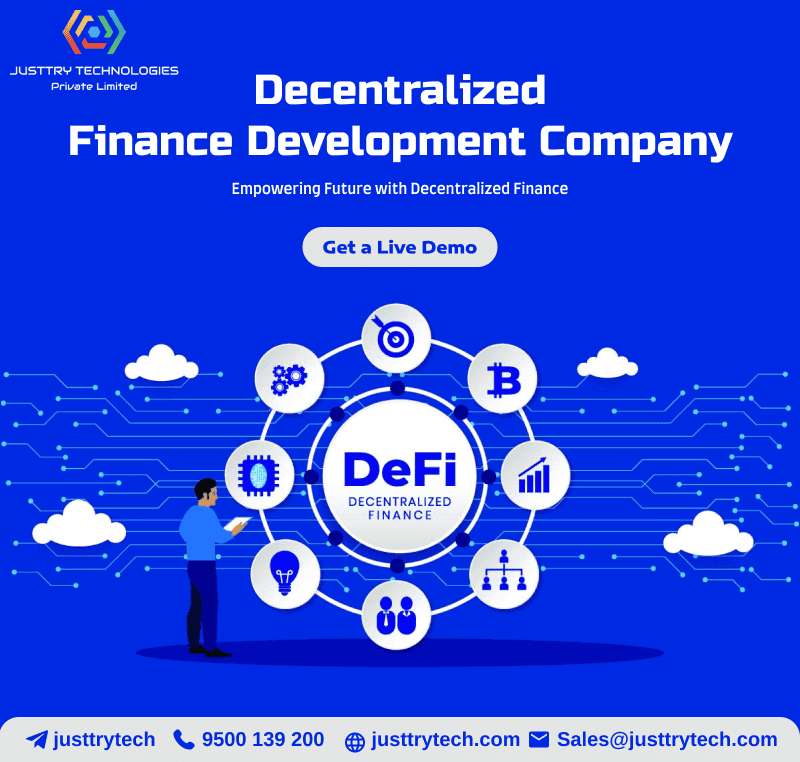 JUSTTRY TECHNOLOGIES
Private Limited
Decentralized
Finance Development Company
Empowering Future with Decentralized Finance
Get a Live Demo
DeFi
DECENTRALIZED
FINANCE
justtrytech
9500 139 200
justtrytech.com
Sales@justtrytech.com